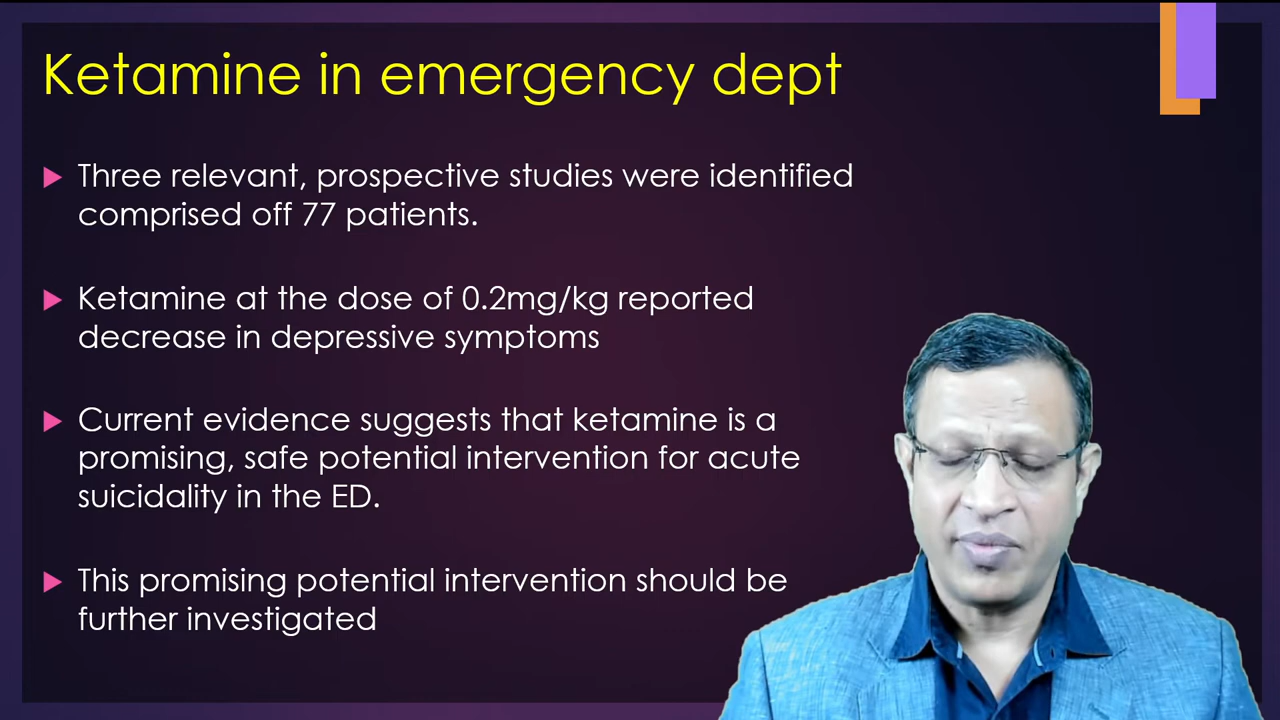 Ketamine in emergency dept
Three relevant, prospective studies were identified
comprised off 77 patients.
Ketamine at the dose of 0.2mg/kg reported
decrease in depressive symptoms
Current evidence suggests that ketamine is a
promising, safe potential intervention for acute
suicidality in the ED.
This promising potential intervention should be
further investigated